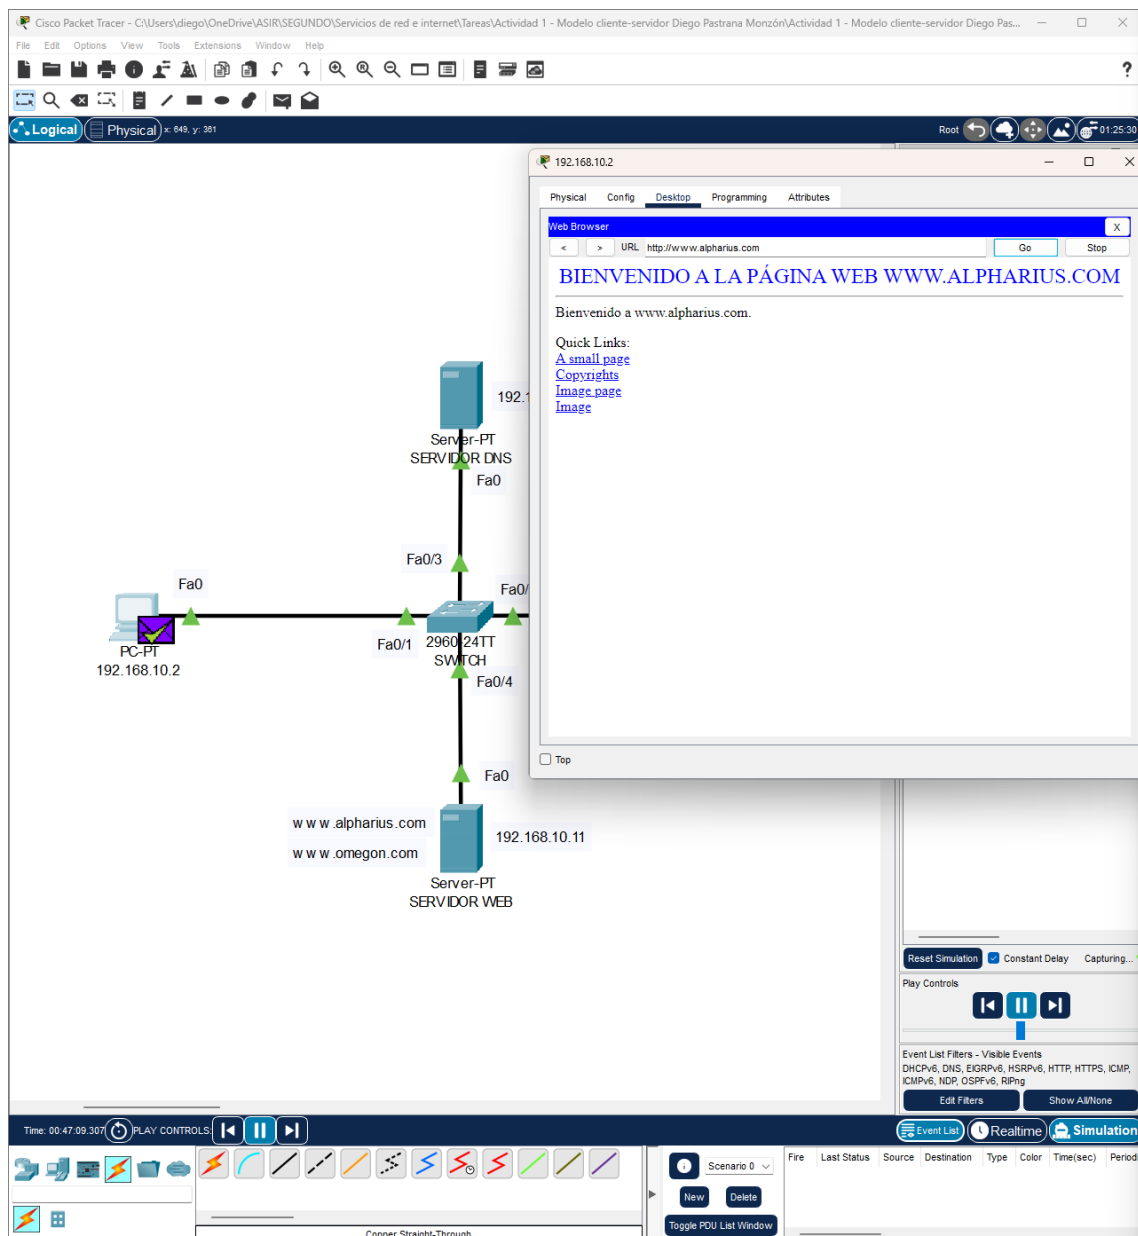 Cisco Packet Tracer - C:\Users\diego\OneDrive\ASIR\SEGUNDO\Servicios de red e internet\Tareas\Actividad 1 - Modelo cliente-servidor Diego Pastrana Monzón\Actividad 1 - Modelo cliente-servidor Diego Pas...
File Edit Options View Tools Extensions Window Help
Logical Physical x: 649, y: 361 Root 01:25:30
192.168.10.2
Physical Config Desktop Programming Attributes
Web Browser X
< > URL http://www.alpharius.com Go Stop
BIENVENIDO A LA PÁGINA WEB WWW.ALPHARIUS.COM
Bienvenido a www.alpharius.com.
Quick Links:
A small page
Copyrights
Image page
Image
Top
192.1
Server-PT
SERVIDOR DNS
Fa0
Fa0/3
Fa0
Fa0/
Fa0/1
2960-24TT
SWITCH
PC-PT
192.168.10.2
Fa0/4
Fa0
www.alpharius.com
www.omegon.com
192.168.10.11
Server-PT
SERVIDOR WEB
Reset Simulation Constant Delay Capturing...
Play Controls
Event List Filters - Visible Events
DHCPv6, DNS, EIGRPv6, HSRPv6, HTTP, HTTPS, ICMP,
ICMPv6, NDP, OSPFv6, RIPng
Edit Filters Show All/None
Time: 00:47:09.307 PLAY CONTROLS: Event List Realtime Simulation
Scenario 0 Fire Last Status Source Destination Type Color Time(sec) Period
New Delete
Toggle PDU List Window
Copper Straight-Through